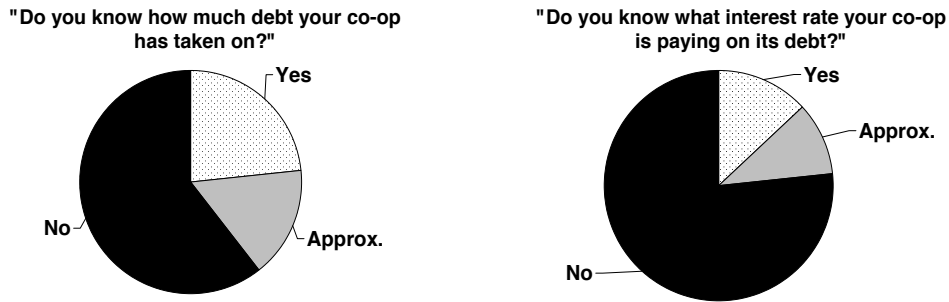 "Do you know how much debt your co-op
has taken on?"
Yes
Approx.
No
"Do you know what interest rate your co-op
is paying on its debt?"
Yes
Approx.
No